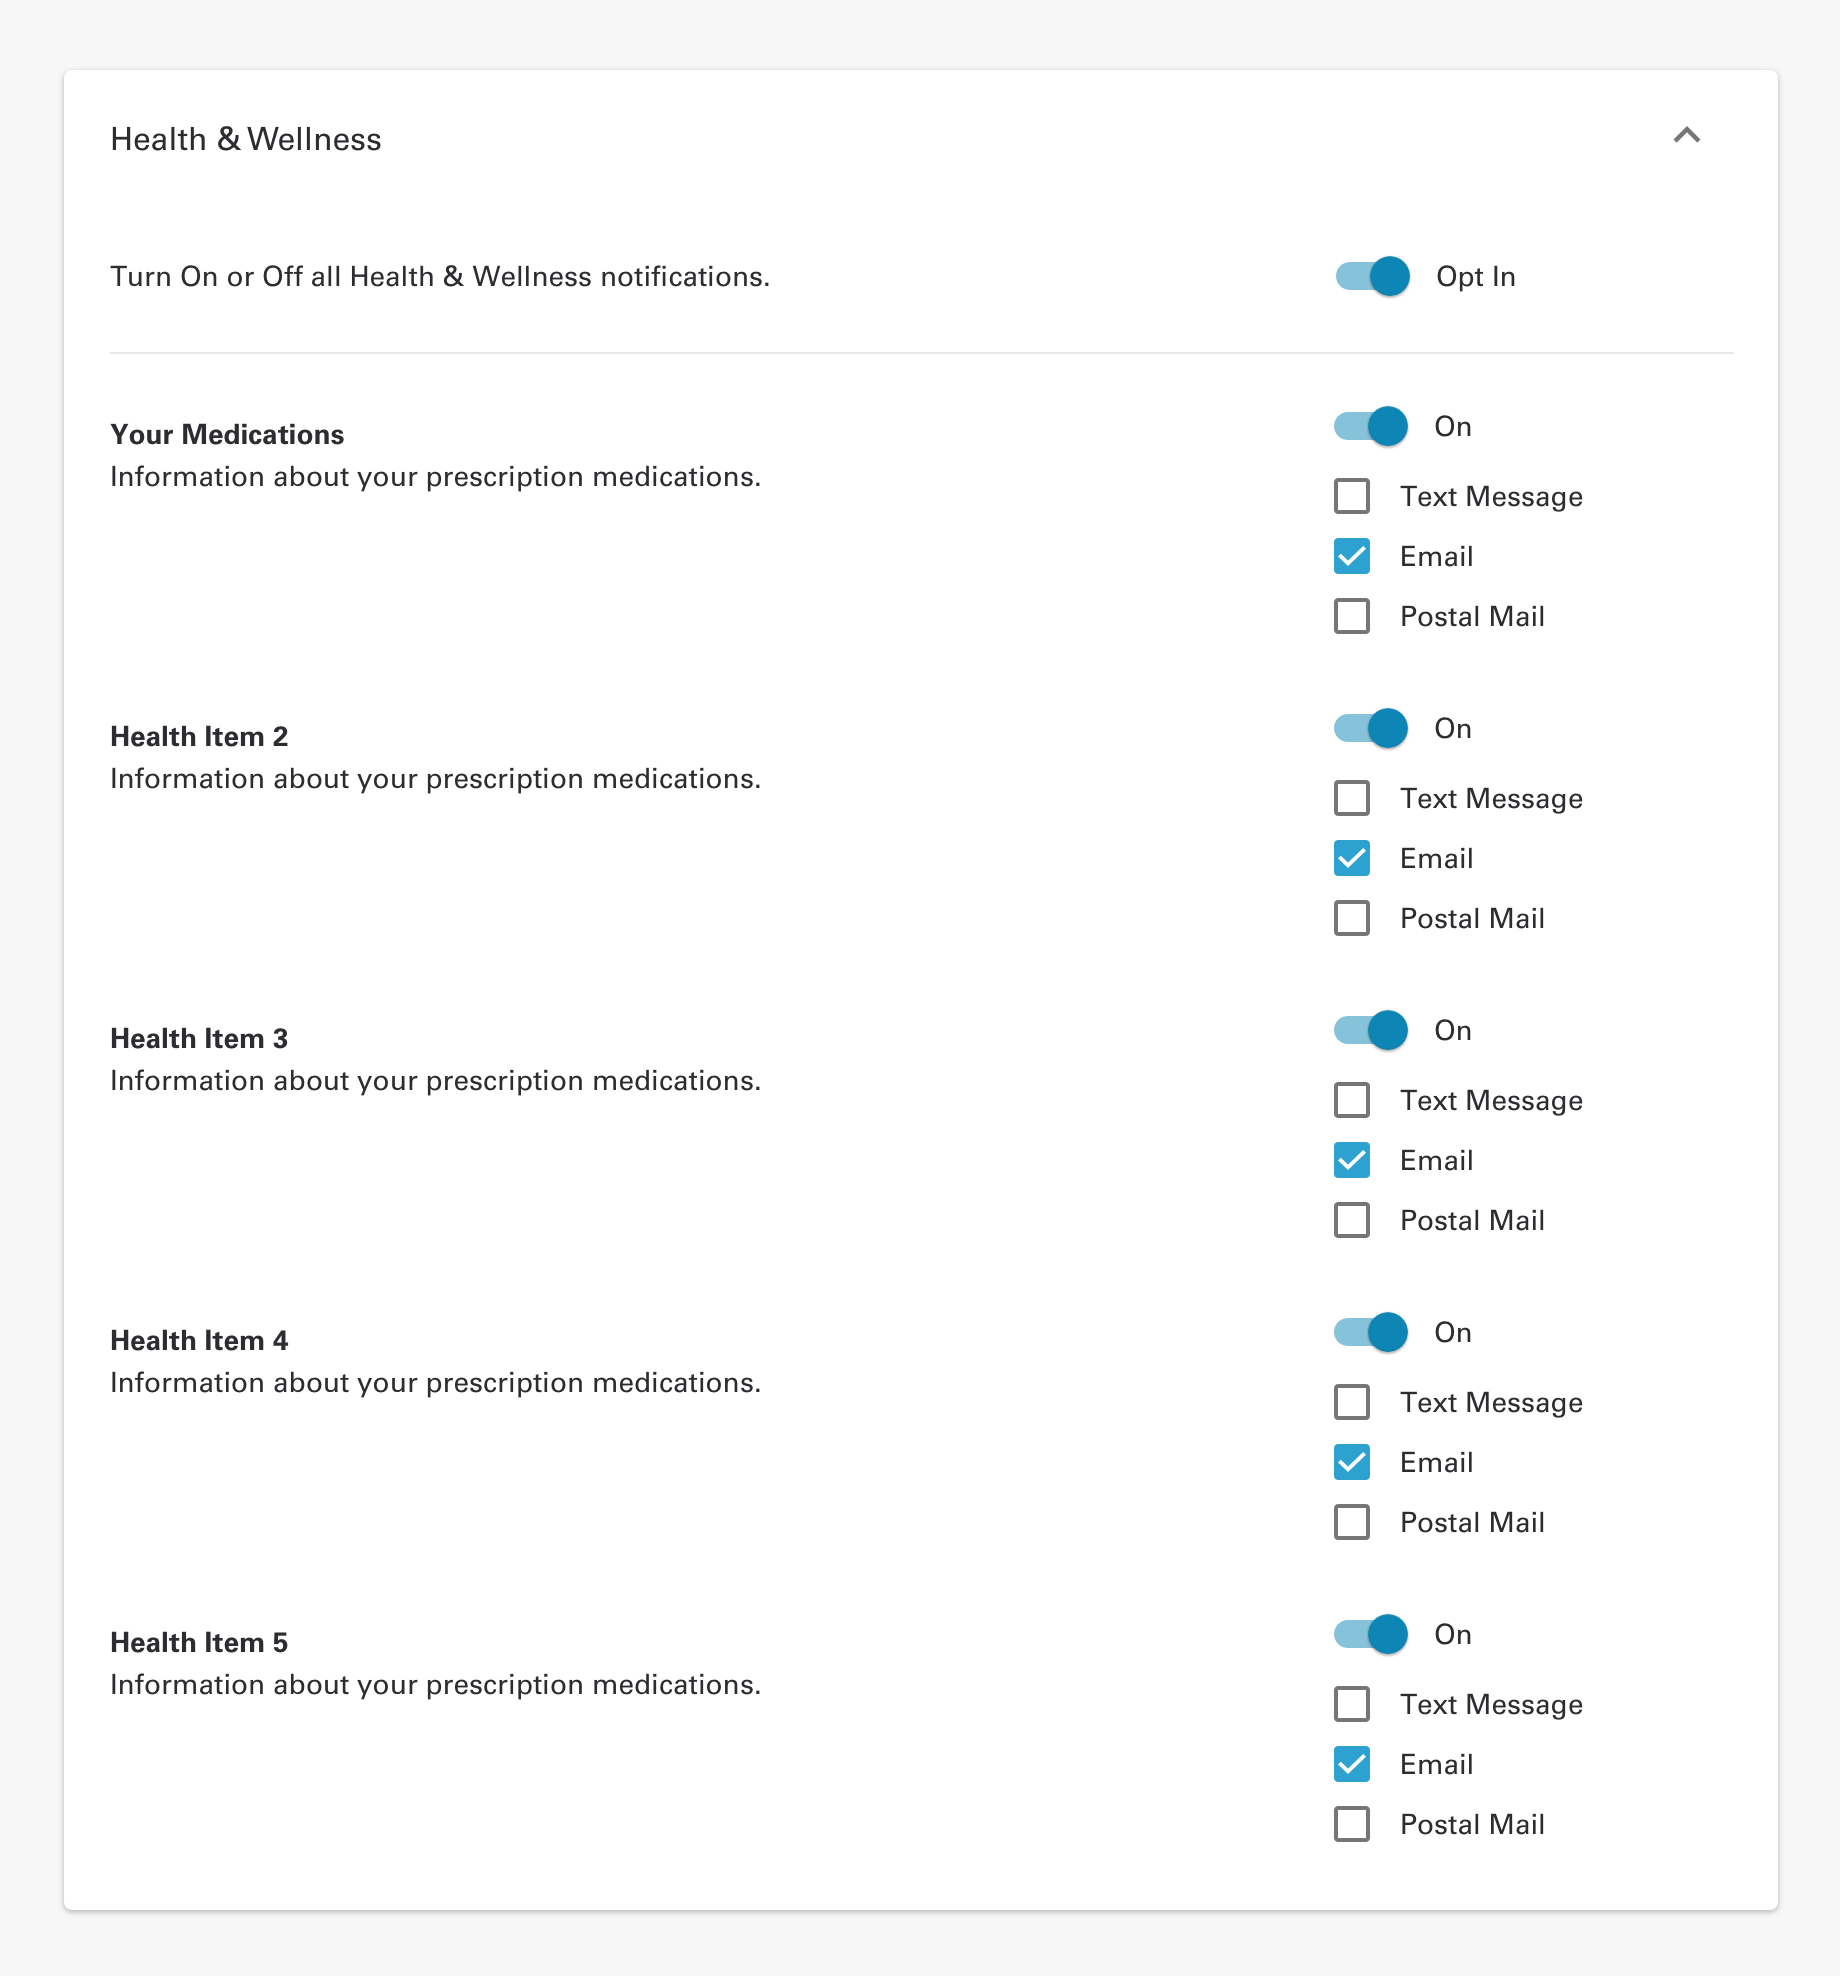 Health & Wellness
Turn On or Off all Health & Wellness notifications.
Opt In
Your Medications
Information about your prescription medications.
On
Text Message
Email
Postal Mail
Health Item 2
Information about your prescription medications.
On
Text Message
Email
Postal Mail
Health Item 3
Information about your prescription medications.
On
Text Message
Email
Postal Mail
Health Item 4
Information about your prescription medications.
On
Text Message
Email
Postal Mail
Health Item 5
Information about your prescription medications.
On
Text Message
Email
Postal Mail